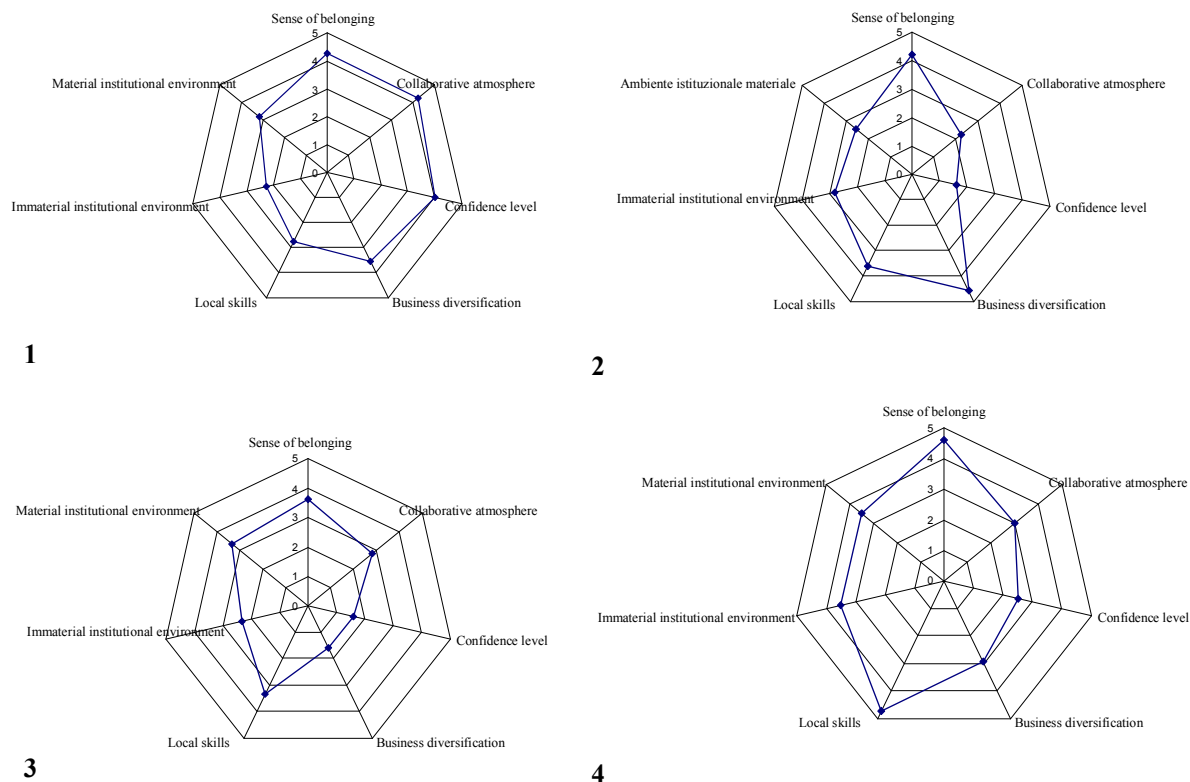 Sense of belonging
5
4
3
2
1
0
Collaborative atmosphere
Confidence level
Business diversification
Local skills
Immaterial institutional environment
Material institutional environment
1
Sense of belonging
5
4
3
2
1
0
Collaborative atmosphere
Confidence level
Business diversification
Local skills
Immaterial institutional environment
Ambiente istituzionale materiale
2
Sense of belonging
5
4
3
2
1
0
Collaborative atmosphere
Confidence level
Business diversification
Local skills
Immaterial institutional environment
Material institutional environment
3
Sense of belonging
5
4
3
2
1
0
Collaborative atmosphere
Confidence level
Business diversification
Local skills
Immaterial institutional environment
Material institutional environment
4